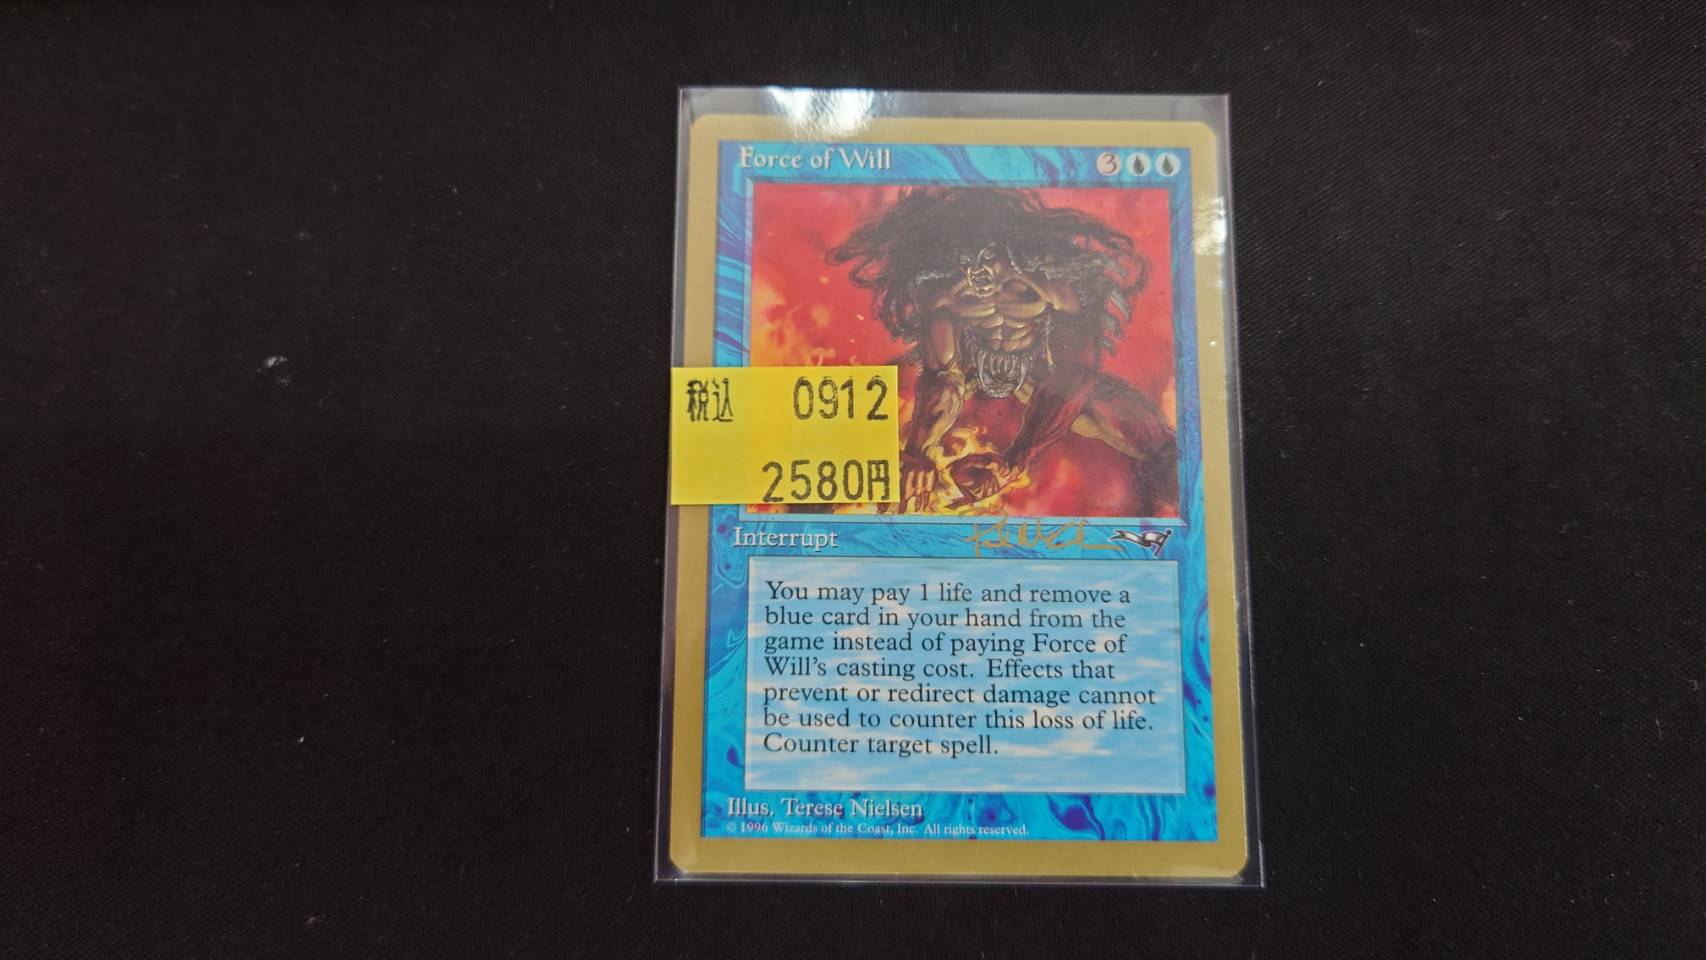 Force of Will
3
税込 0912
2580円
Interrupt
You may pay 1 life and remove a
blue card in your hand from the
game instead of paying Force of
Will's casting cost. Effects that
prevent or redirect damage cannot
be used to counter this loss of life.
Counter target spell.
Illus. Terese Nielsen
© 1996 Wizards of the Coast, Inc. All rights reserved.